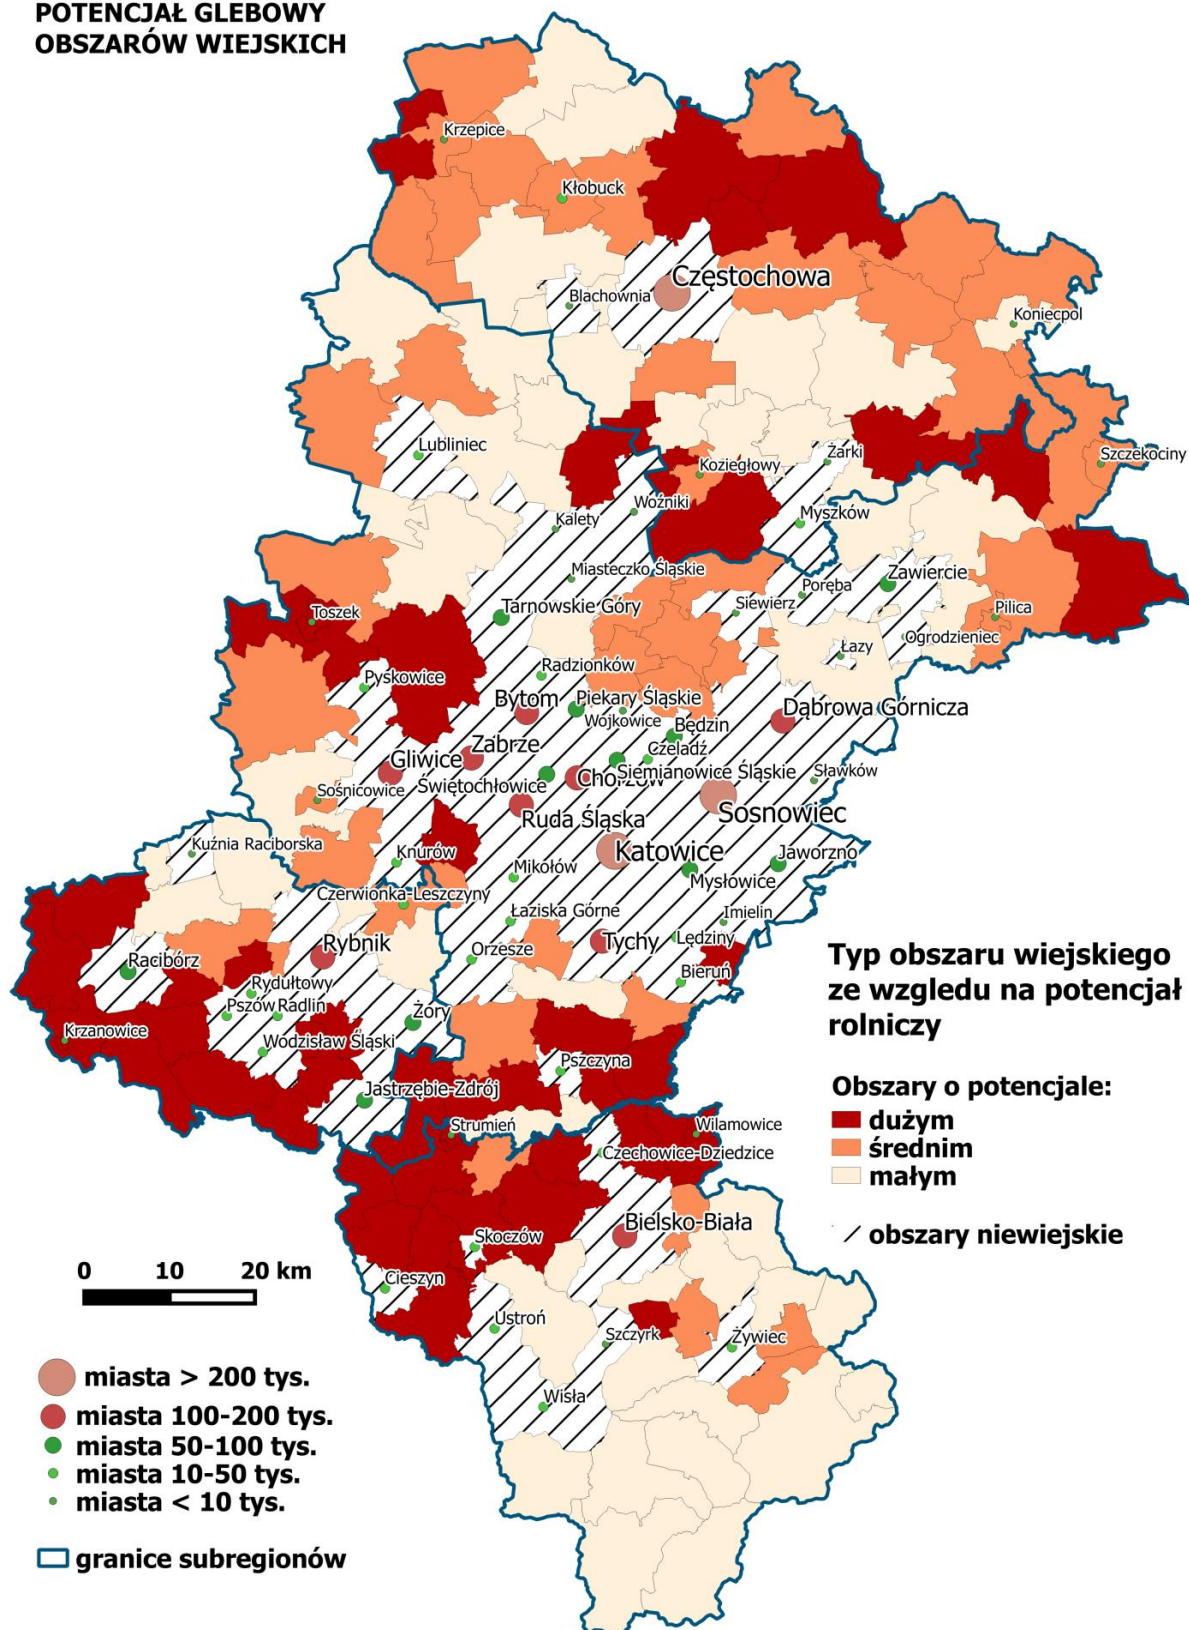 POTENCJAŁ GLEBOWY
OBSZARÓW WIEJSKICH
Krzepice
Kłobuck
Częstochowa
Blachownia
Koniecpol
Lubliniec
Koziegłowy
Żarki
Szczekociny
Woźniki
Kalety
Myszków
Miasteczko Śląskie
Zawiercie
Poręba
Siewierz
Tarnowskie Góry
Toszek
Pilica
Ogrodzieniec
Łazy
Radzionków
Pyskowice
Bytom
Piekary Śląskie
Wojkowice
Będzin
Dąbrowa Górnicza
Zabrze
Czeladź
Gliwice
Chorzów
Siemianowice Śląskie
Sławków
Świętochłowice
Sośnicowice
Sosnowiec
Ruda Śląska
Kuźnia Raciborska
Knurów
Katowice
Jaworzno
Mikołów
Mysłowice
Czerwionka-Leszczyny
Łaziska Górne
Imielin
Rybnik
Tychy
Lędziny
Orzesze
Racibórz
Bieruń
Rydułtowy
Pszów
Radlin
Żory
Krzanowice
Wodzisław Śląski
Pszczyna
Jastrzębie-Zdrój
Strumień
Wilamowice
Czechowice-Dziedzice
Bielsko-Biała
Skoczów
Cieszyn
Ustroń
Szczyrk
Żywiec
Wisła
Typ obszaru wiejskiego
ze wzgledu na potencjał
rolniczy
Obszary o potencjale:
dużym
średnim
małym
obszary niewiejskie
0 10 20 km
miasta > 200 tys.
miasta 100-200 tys.
miasta 50-100 tys.
miasta 10-50 tys.
miasta < 10 tys.
granice subregionów